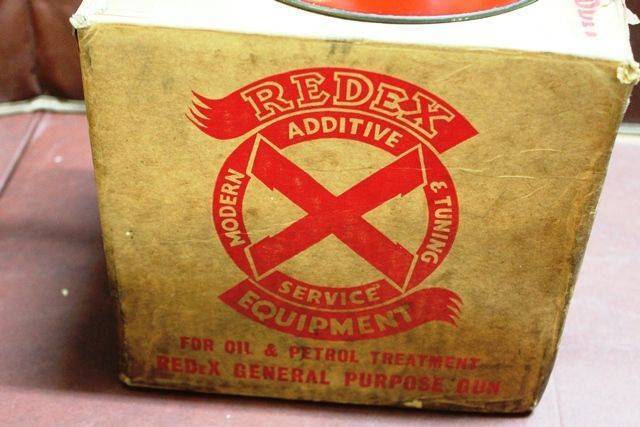 REDEX
ADDITIVE
MODERN
& TUNING
SERVICE
EQUIPMENT
FOR OIL & PETROL TREATMENT
REDEX GENERAL PURPOSE GUN